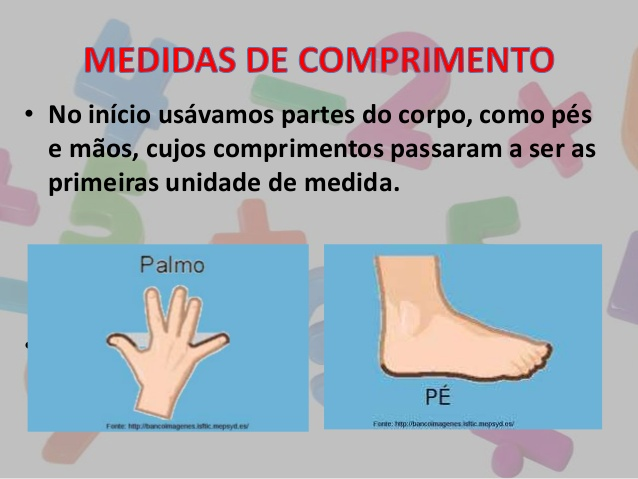 MEDIDAS DE COMPRIMENTO
• No início usávamos partes do corpo, como pés
e mãos, cujos comprimentos passaram a ser as
primeiras unidade de medida.
Palmo
Fonte: http://bancoimagenes.isftic.mepsyd.es/
PÉ
Fonte: http://bancoimagenes.isftic.mepsyd.es/